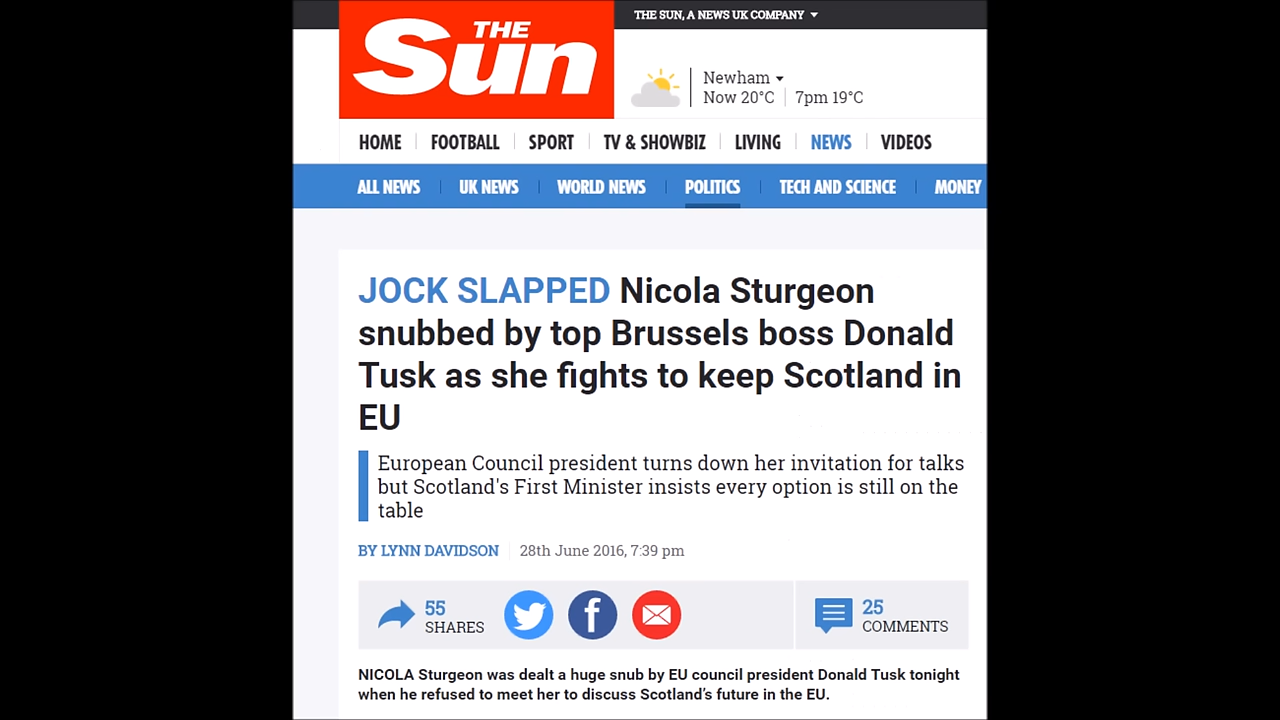 THE SUN, A NEWS UK COMPANY
THE
Sun
Newham
Now 20°C 7pm 19°C
HOME FOOTBALL SPORT TV & SHOWBIZ LIVING NEWS VIDEOS
ALL NEWS UK NEWS WORLD NEWS POLITICS TECH AND SCIENCE MONEY
JOCK SLAPPED Nicola Sturgeon
snubbed by top Brussels boss Donald
Tusk as she fights to keep Scotland in
EU
European Council president turns down her invitation for talks
but Scotland's First Minister insists every option is still on the
table
BY LYNN DAVIDSON 28th June 2016, 7:39 pm
55
SHARES
25
COMMENTS
NICOLA Sturgeon was dealt a huge snub by EU council president Donald Tusk tonight
when he refused to meet her to discuss Scotland’s future in the EU.